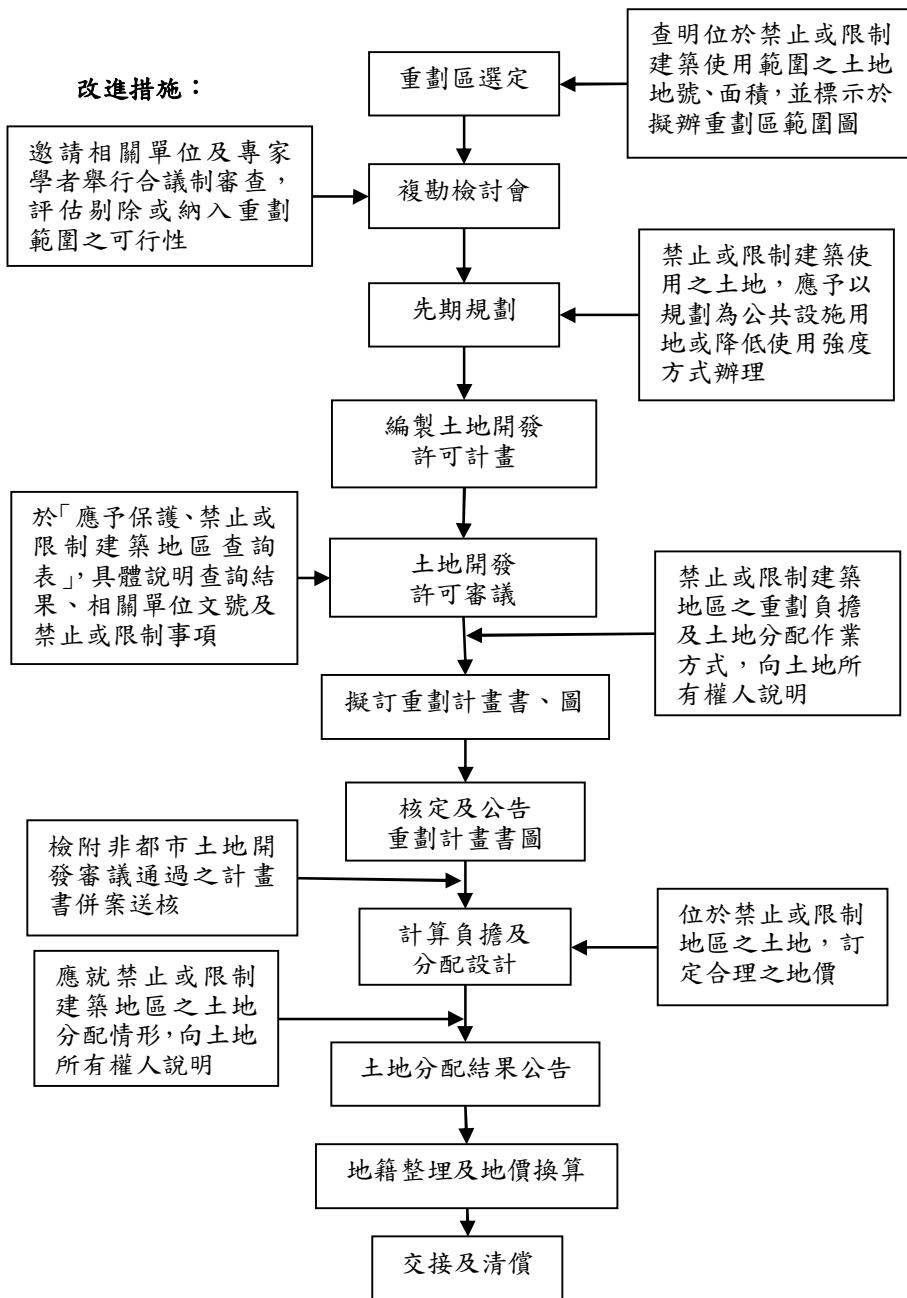 改進措施：
重劃區選定
查明位於禁止或限制
建築使用範圍之土地
地號、面積，並標示於
擬辦重劃區範圍圖
邀請相關單位及專家
學者舉行合議制審查，
評估剔除或納入重劃
範圍之可行性
複勘檢討會
先期規劃
禁止或限制建築使
用之土地，應予以
規劃為公共設施用
地或降低使用強度
方式辦理
編製土地開發
許可計畫
於「應予保護、禁止或
限制建築地區查詢
表」，具體說明查詢結
果、相關單位文號及
禁止或限制事項
土地開發
許可審議
禁止或限制建築
地區之重劃負擔
及土地分配作業
方式，向土地所
有權人說明
擬訂重劃計畫書、圖
核定及公告
重劃計畫書圖
檢附非都市土地開
發審議通過之計畫
書併案送核
計算負擔及
分配設計
位於禁止或限制
地區之土地，訂
定合理之地價
應就禁止或限制
建築地區之土地
分配情形，向土地
所有權人說明
土地分配結果公告
地籍整理及地價換算
交接及清償